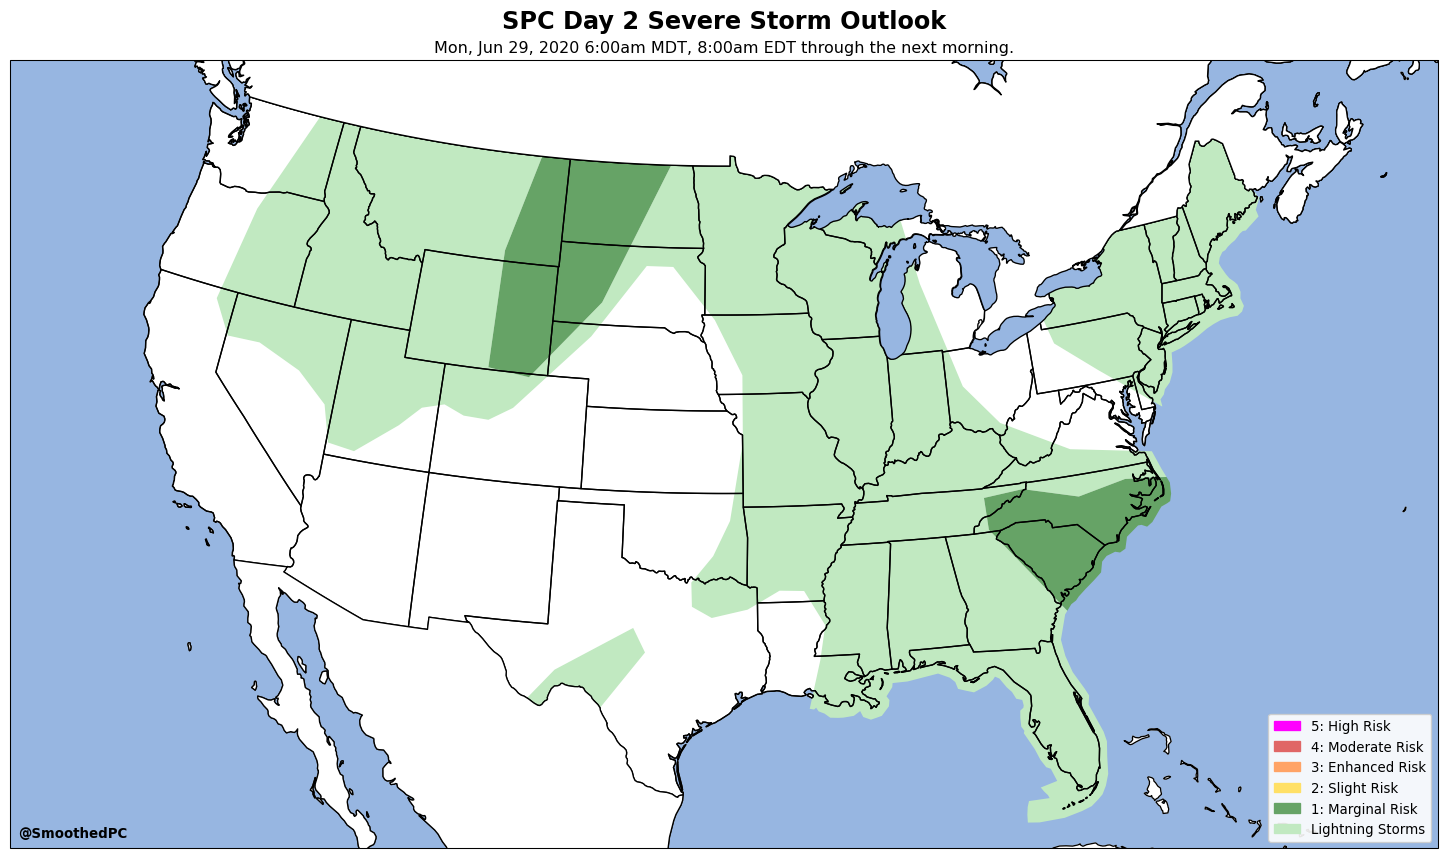 SPC Day 2 Severe Storm Outlook
Mon, Jun 29, 2020 6:00am MDT, 8:00am EDT through the next morning.
5: High Risk
4: Moderate Risk
3: Enhanced Risk
2: Slight Risk
1: Marginal Risk
Lightning Storms
@SmoothedPC